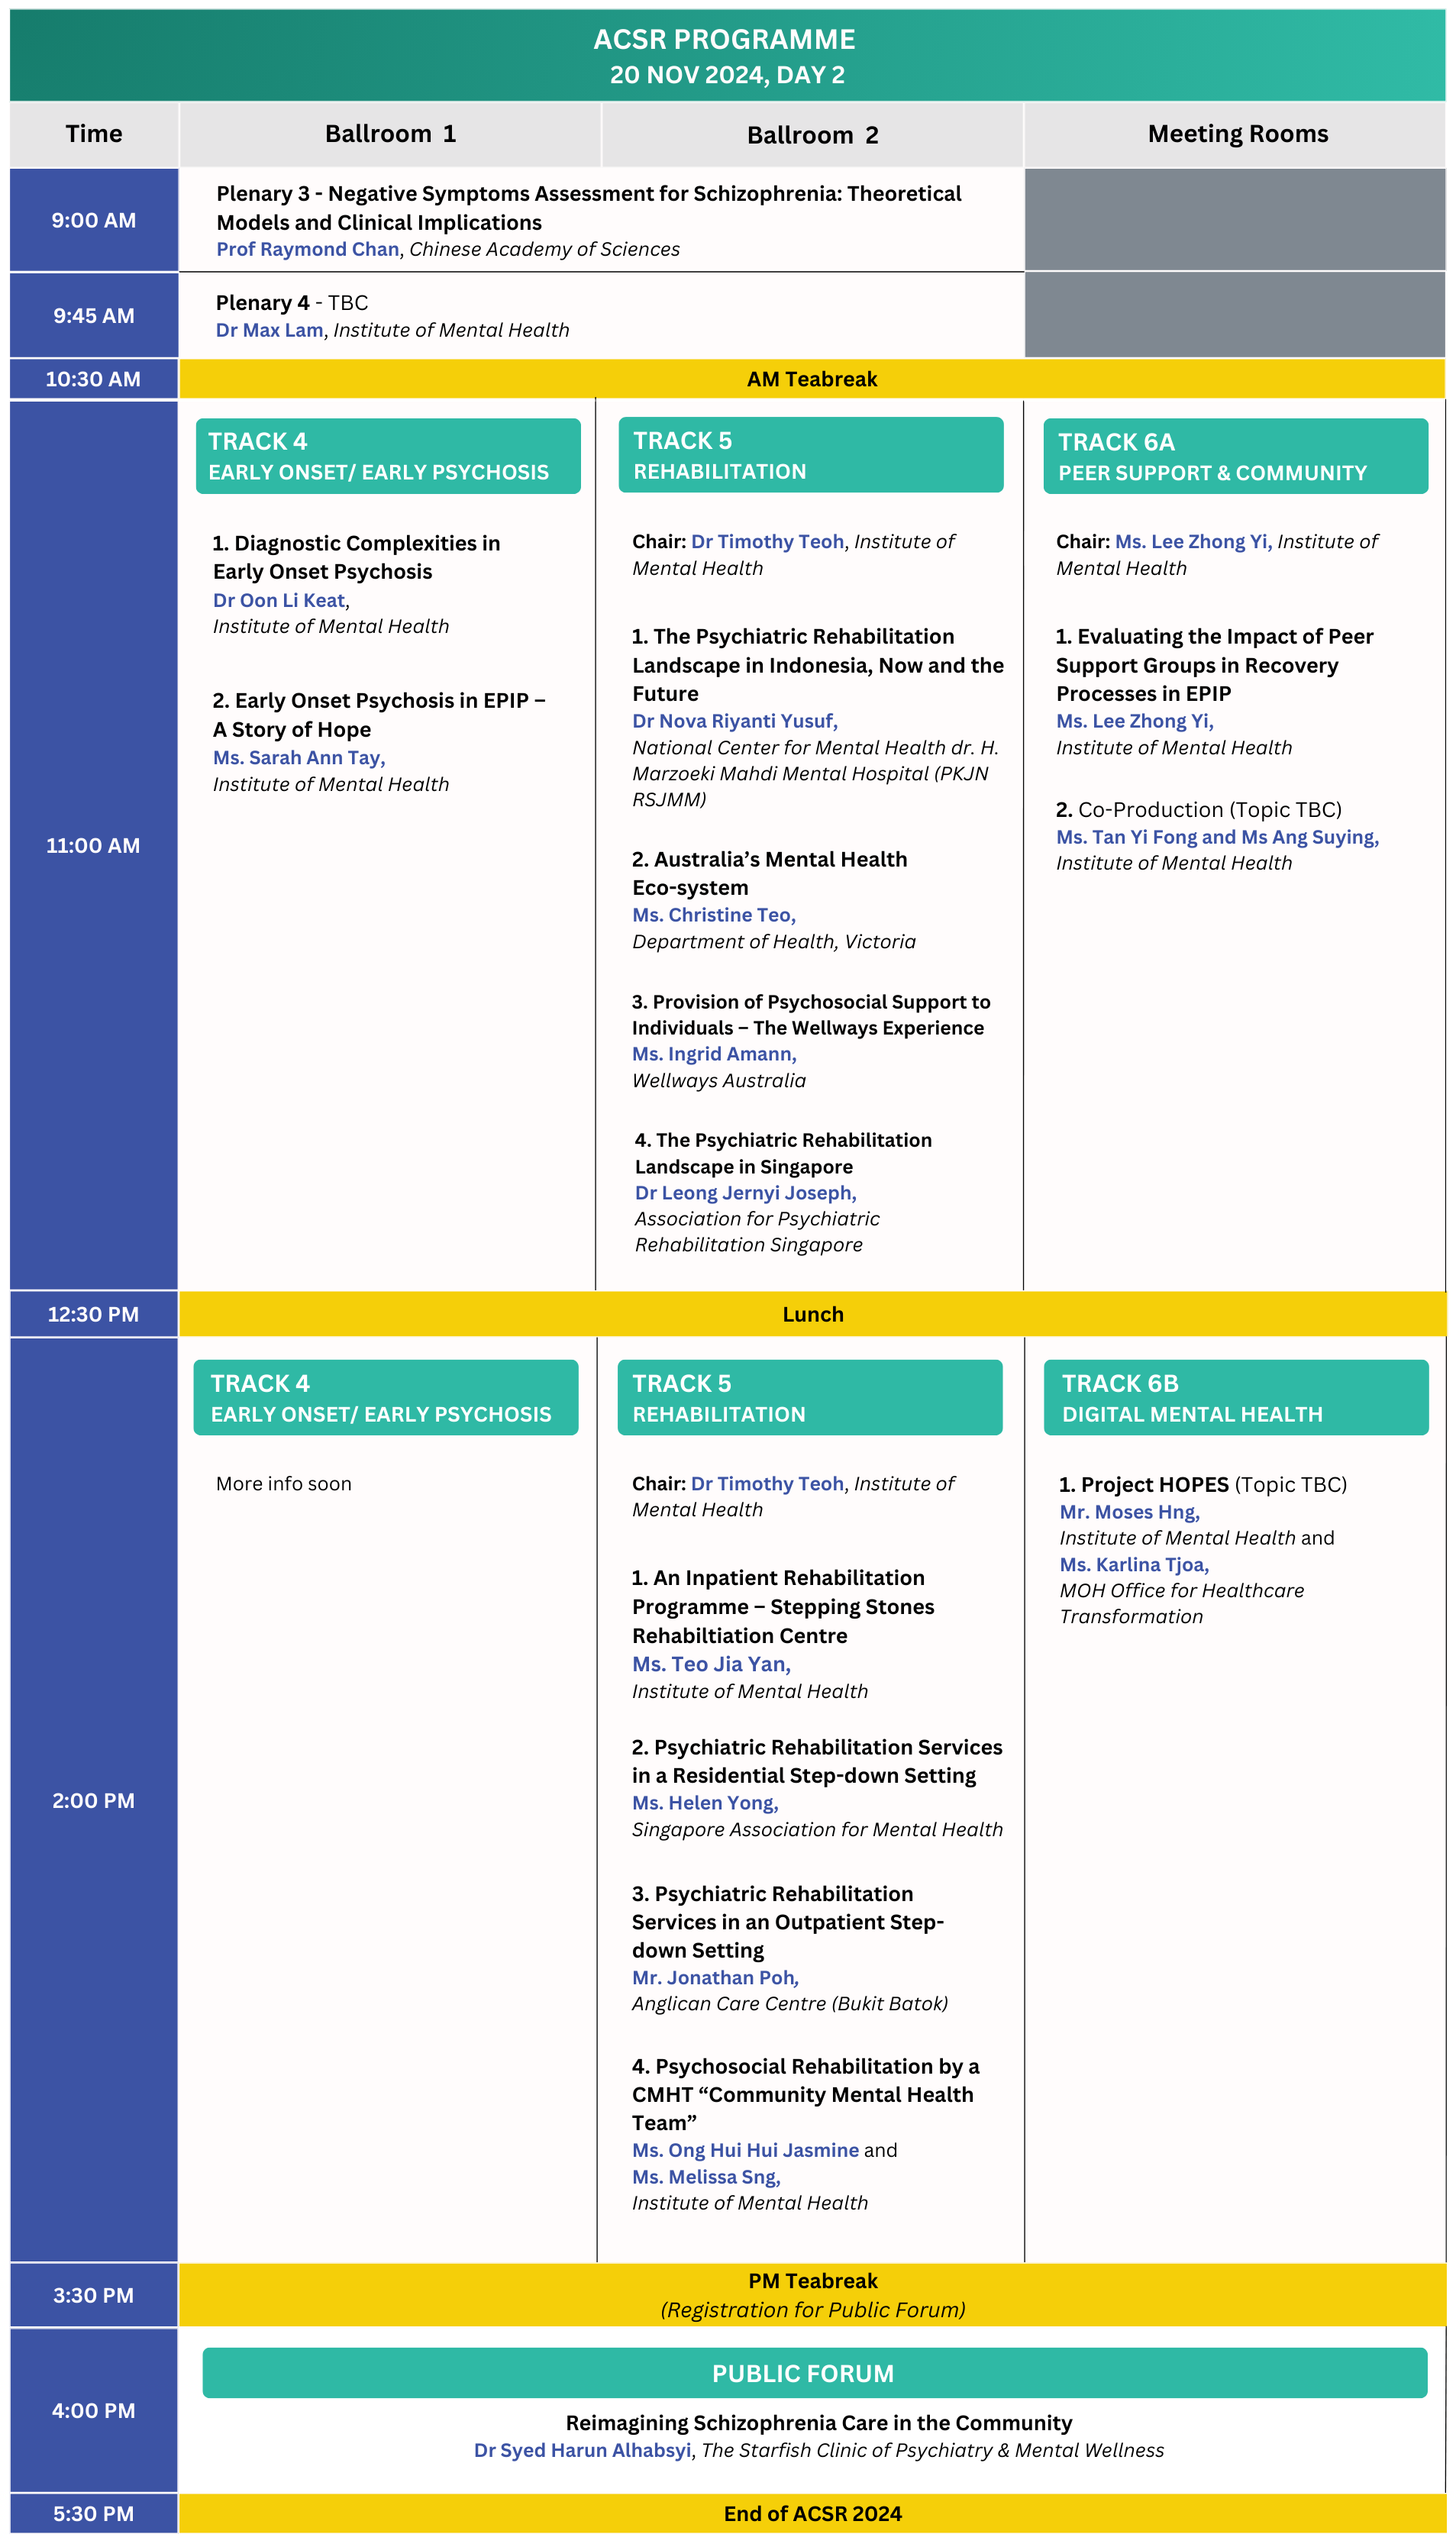 ACSR PROGRAMME
20 NOV 2024, DAY 2
Time
Ballroom 1
Ballroom 2
Meeting Rooms
9:00 AM
Plenary 3 - Negative Symptoms Assessment for Schizophrenia: Theoretical
Models and Clinical Implications
Prof Raymond Chan, Chinese Academy of Sciences
9:45 AM
Plenary 4 - TBC
Dr Max Lam, Institute of Mental Health
10:30 AM
AM Teabreak
11:00 AM
TRACK 4
EARLY ONSET/ EARLY PSYCHOSIS
1. Diagnostic Complexities in
Early Onset Psychosis
Dr Oon Li Keat,
Institute of Mental Health
2. Early Onset Psychosis in EPIP –
A Story of Hope
Ms. Sarah Ann Tay,
Institute of Mental Health
TRACK 5
REHABILITATION
Chair: Dr Timothy Teoh, Institute of
Mental Health
1. The Psychiatric Rehabilitation
Landscape in Indonesia, Now and the
Future
Dr Nova Riyanti Yusuf,
National Center for Mental Health dr. H.
Marzoeki Mahdi Mental Hospital (PKJN
RSJMM)
2. Australia’s Mental Health
Eco-system
Ms. Christine Teo,
Department of Health, Victoria
3. Provision of Psychosocial Support to
Individuals – The Wellways Experience
Ms. Ingrid Amann,
Wellways Australia
4. The Psychiatric Rehabilitation
Landscape in Singapore
Dr Leong Jernyi Joseph,
Association for Psychiatric
Rehabilitation Singapore
TRACK 6A
PEER SUPPORT & COMMUNITY
Chair: Ms. Lee Zhong Yi, Institute of
Mental Health
1. Evaluating the Impact of Peer
Support Groups in Recovery
Processes in EPIP
Ms. Lee Zhong Yi,
Institute of Mental Health
2. Co-Production (Topic TBC)
Ms. Tan Yi Fong and Ms Ang Suying,
Institute of Mental Health
12:30 PM
Lunch
2:00 PM
TRACK 4
EARLY ONSET/ EARLY PSYCHOSIS
More info soon
TRACK 5
REHABILITATION
Chair: Dr Timothy Teoh, Institute of
Mental Health
1. An Inpatient Rehabilitation
Programme – Stepping Stones
Rehabiltiation Centre
Ms. Teo Jia Yan,
Institute of Mental Health
2. Psychiatric Rehabilitation Services
in a Residential Step-down Setting
Ms. Helen Yong,
Singapore Association for Mental Health
3. Psychiatric Rehabilitation
Services in an Outpatient Step-
down Setting
Mr. Jonathan Poh,
Anglican Care Centre (Bukit Batok)
4. Psychosocial Rehabilitation by a
CMHT “Community Mental Health
Team”
Ms. Ong Hui Hui Jasmine and
Ms. Melissa Sng,
Institute of Mental Health
TRACK 6B
DIGITAL MENTAL HEALTH
1. Project HOPES (Topic TBC)
Mr. Moses Hng,
Institute of Mental Health and
Ms. Karlina Tjoa,
MOH Office for Healthcare
Transformation
3:30 PM
PM Teabreak
(Registration for Public Forum)
4:00 PM
PUBLIC FORUM
Reimagining Schizophrenia Care in the Community
Dr Syed Harun Alhabsyi, The Starfish Clinic of Psychiatry & Mental Wellness
5:30 PM
End of ACSR 2024